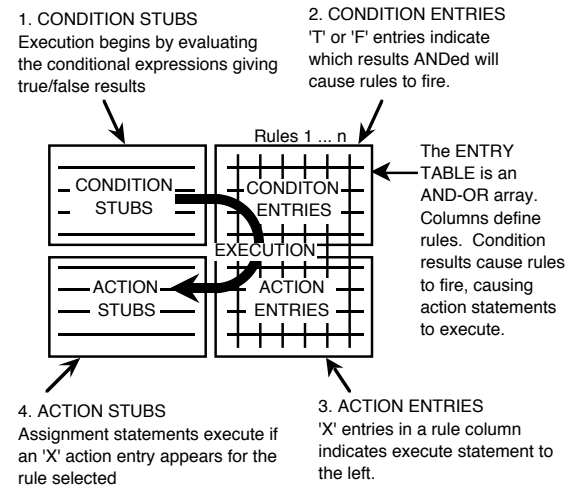 1. CONDITION STUBS
Execution begins by evaluating
the conditional expressions giving
true/false results
2. CONDITION ENTRIES
'T' or 'F' entries indicate
which results ANDed will
cause rules to fire.
Rules 1 ... n
CONDITION
STUBS
CONDITON
ENTRIES
The ENTRY
TABLE is an
AND-OR array.
Columns define
rules. Condition
results cause rules
to fire, causing
action statements
to execute.
EXECUTION
ACTION
STUBS
ACTION
ENTRIES
4. ACTION STUBS
Assignment statements execute if
an 'X' action entry appears for the
rule selected
3. ACTION ENTRIES
'X' entries in a rule column
indicates execute statement to
the left.